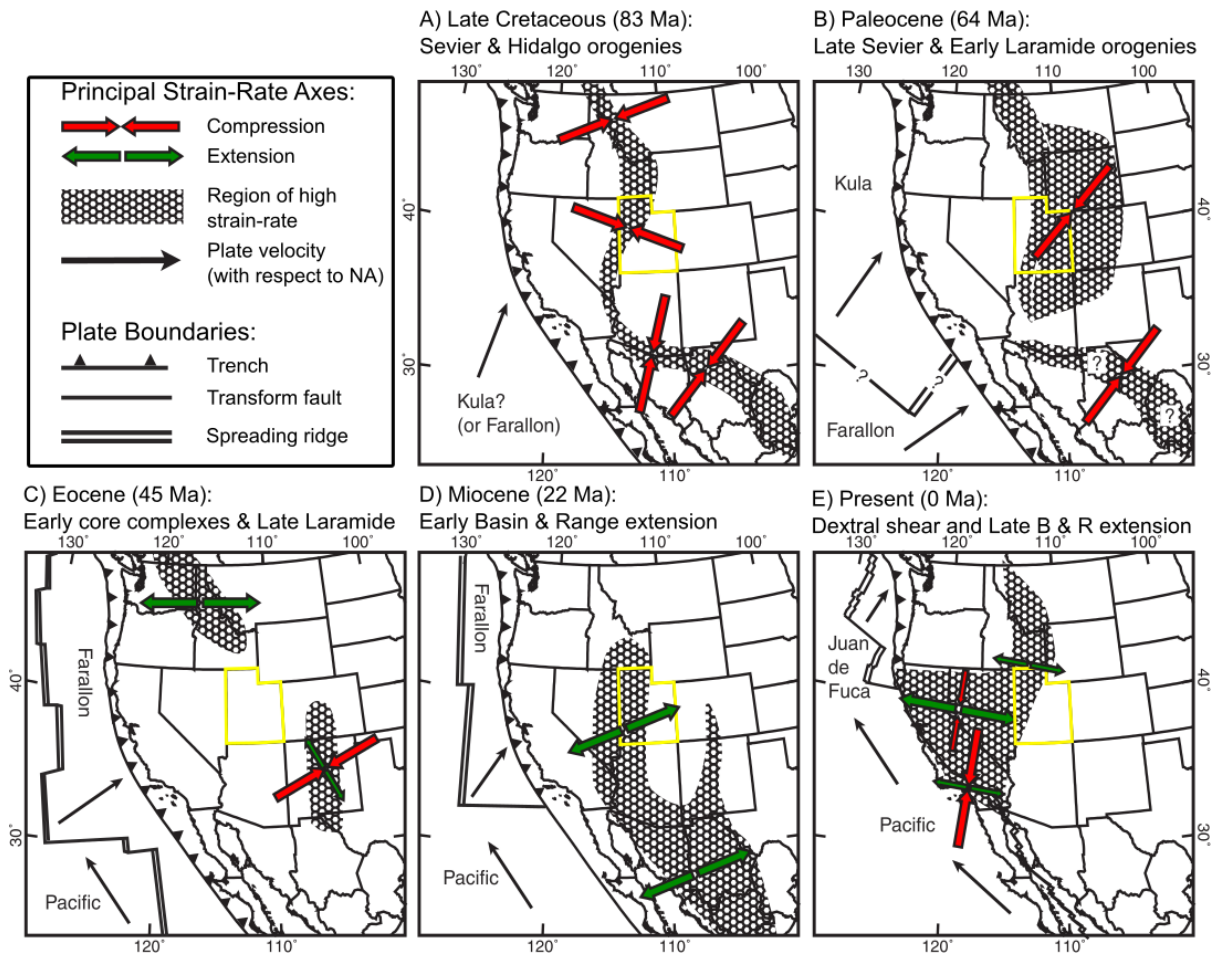 A) Late Cretaceous (83 Ma):
Sevier & Hidalgo orogenies
B) Paleocene (64 Ma):
Late Sevier & Early Laramide orogenies
Principal Strain-Rate Axes:
Compression
Extension
Region of high
strain-rate
Plate velocity
(with respect to NA)
Plate Boundaries:
Trench
Transform fault
Spreading ridge
130°
120°
110°
100°
40°
30°
Kula?
(or Farallon)
120°
110°
130°
120°
110°
100°
Kula
40°
30°
?
?
?
?
Farallon
120°
110°
C) Eocene (45 Ma):
Early core complexes & Late Laramide
130°
120°
110°
100°
40°
30°
Farallon
Pacific
120°
110°
D) Miocene (22 Ma):
Early Basin & Range extension
130°
120°
110°
100°
Farallon
Pacific
120°
110°
E) Present (0 Ma):
Dextral shear and Late B & R extension
130°
120°
110°
100°
Juan
de
Fuca
40°
30°
Pacific
120°
110°